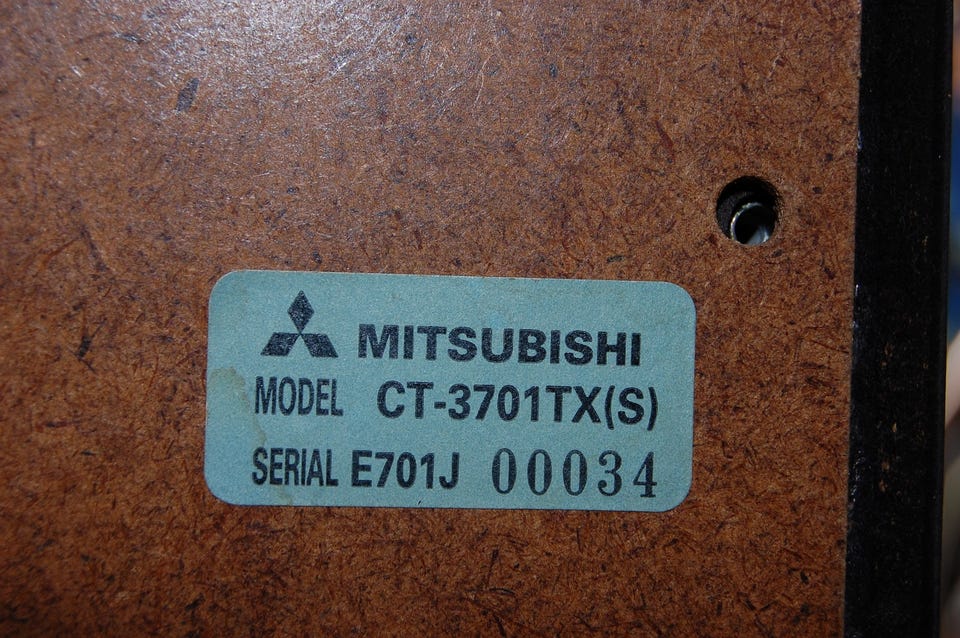 MITSUBISHI
MODEL CT-3701TX(S)
SERIAL E701J 00034